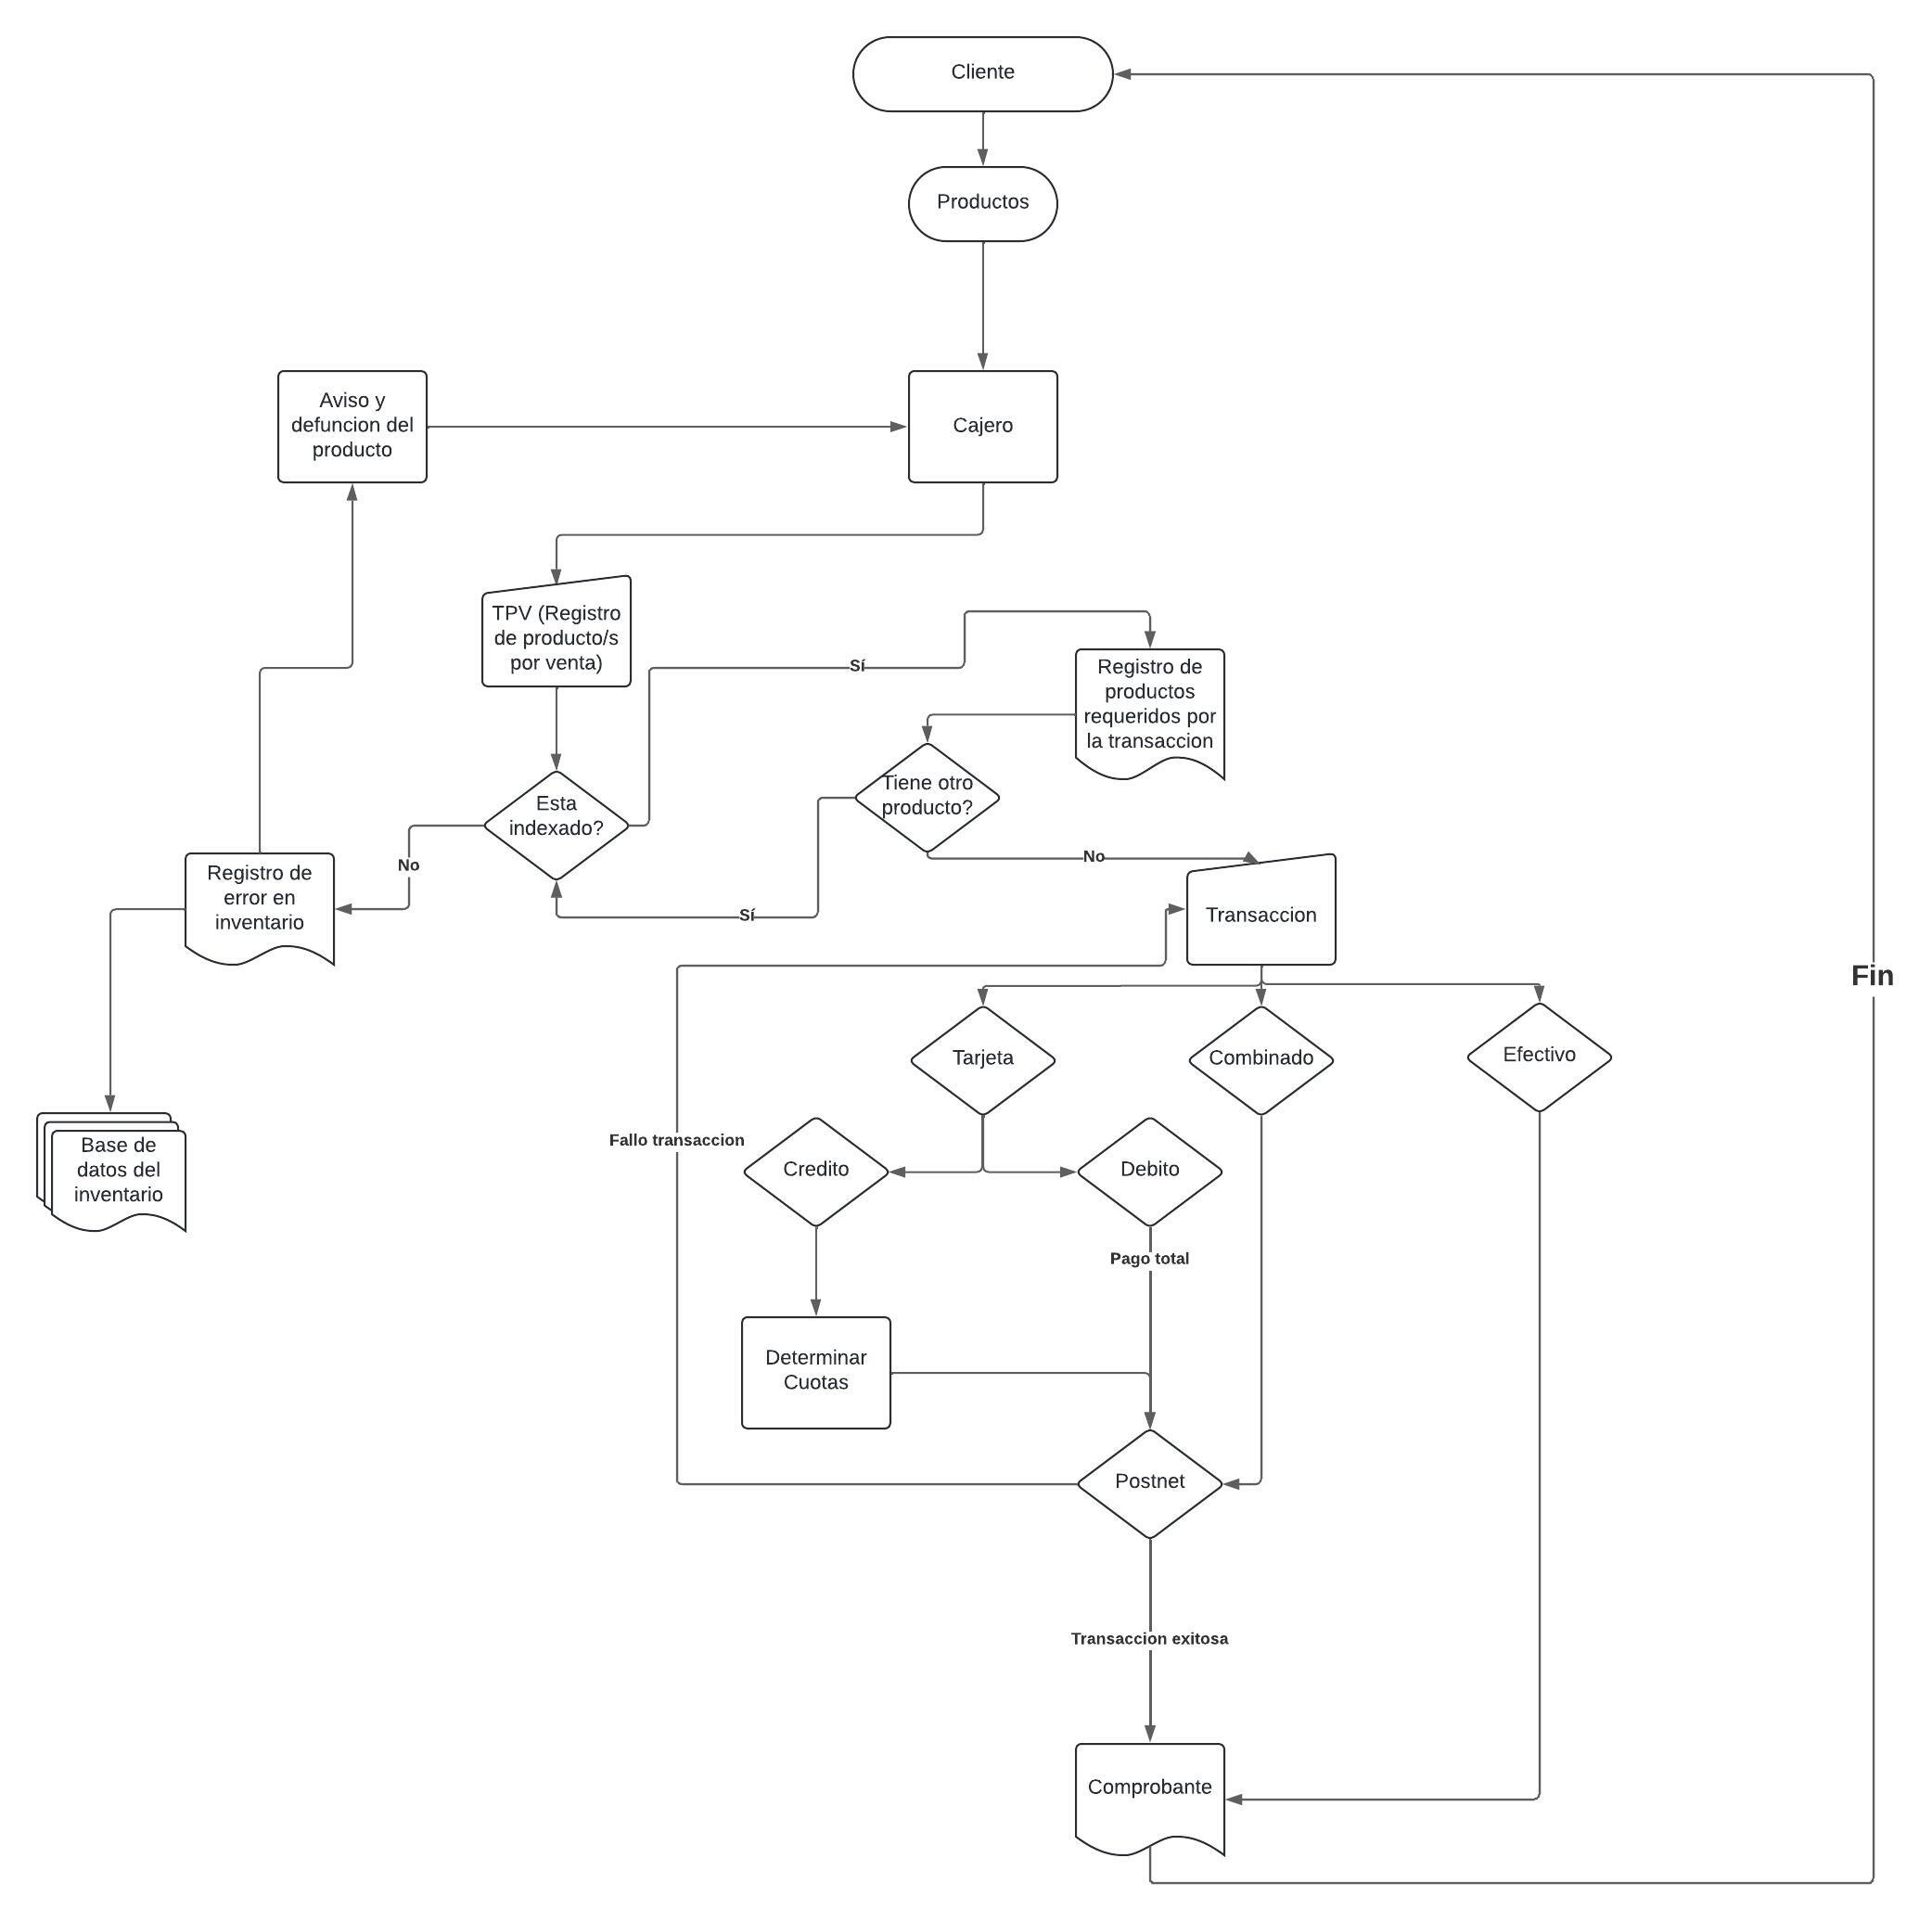 Cliente
Productos
Aviso y
defuncion del
producto
Cajero
TPV (Registro
de producto/s
por venta)
Sí
Registro de
productos
requeridos por
la transaccion
Tiene otro
producto?
Esta
indexado?
No
No
Registro de
error en
inventario
Sí
Transaccion
Fin
Tarjeta
Combinado
Efectivo
Fallo transaccion
Credito
Debito
Base de
datos del
inventario
Pago total
Determinar
Cuotas
Postnet
Transaccion exitosa
Comprobante